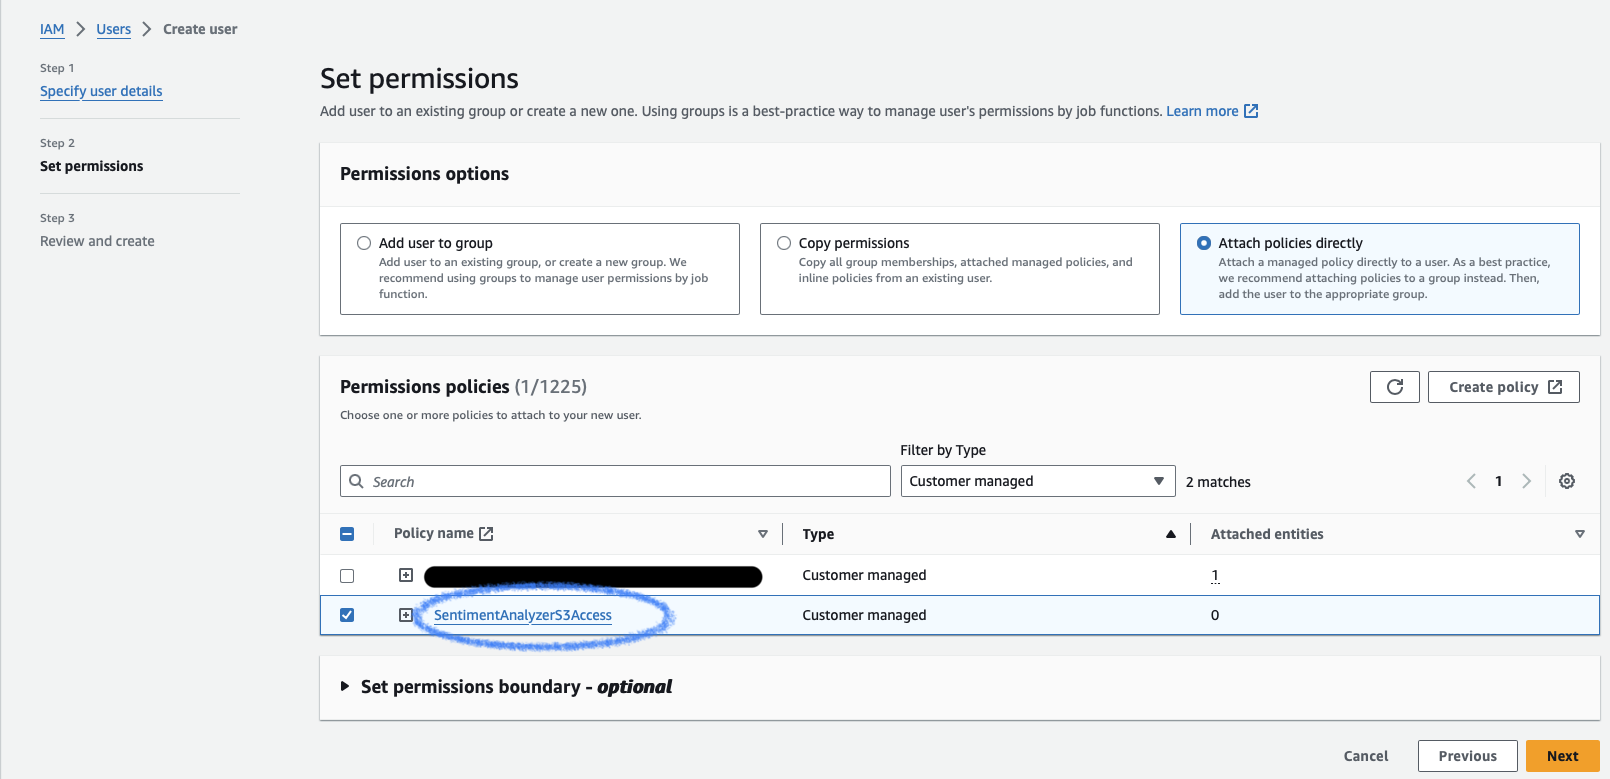 IAM > Users > Create user
Step 1
Specify user details
Step 2
Set permissions
Step 3
Review and create
Set permissions
Add user to an existing group or create a new one. Using groups is a best-practice way to manage user's permissions by job functions. Learn more
Permissions options
Add user to group
Add user to an existing group, or create a new group. We
recommend using groups to manage user permissions by job
function.
Copy permissions
Copy all group memberships, attached managed policies, and
inline policies from an existing user.
Attach policies directly
Attach a managed policy directly to a user. As a best practice,
we recommend attaching policies to a group instead. Then,
add the user to the appropriate group.
Permissions policies (1/1225)
Choose one or more policies to attach to your new user.
Create policy
Filter by Type
Search
Customer managed
2 matches
1
Policy name
Type
Attached entities
Customer managed
1
SentimentAnalyzerS3Access
Customer managed
0
Set permissions boundary - optional
Cancel
Previous
Next